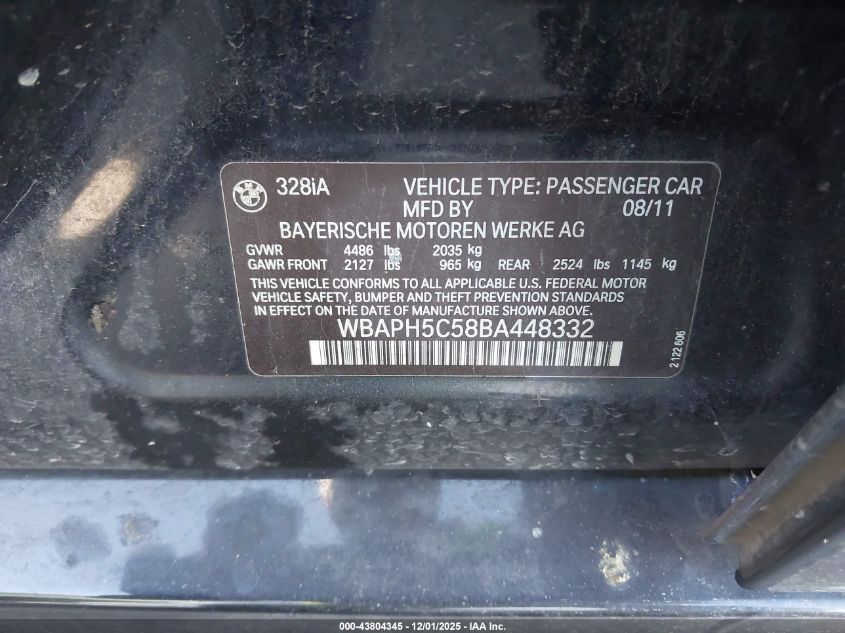 328iA VEHICLE TYPE: PASSENGER CAR
MFD BY 08/11
BAYERISCHE MOTOREN WERKE AG
GVWR 4486 lbs 2035 kg
GAWR FRONT 2127 lbs 965 kg REAR 2524 lbs 1145 kg
THIS VEHICLE CONFORMS TO ALL APPLICABLE U.S. FEDERAL MOTOR
VEHICLE SAFETY, BUMPER AND THEFT PREVENTION STANDARDS
IN EFFECT ON THE DATE OF MANUFACTURE SHOWN ABOVE.
WBAPH5C58BA448332
2 122 606
000-43804345 - 12/01/2025 - IAA Inc.